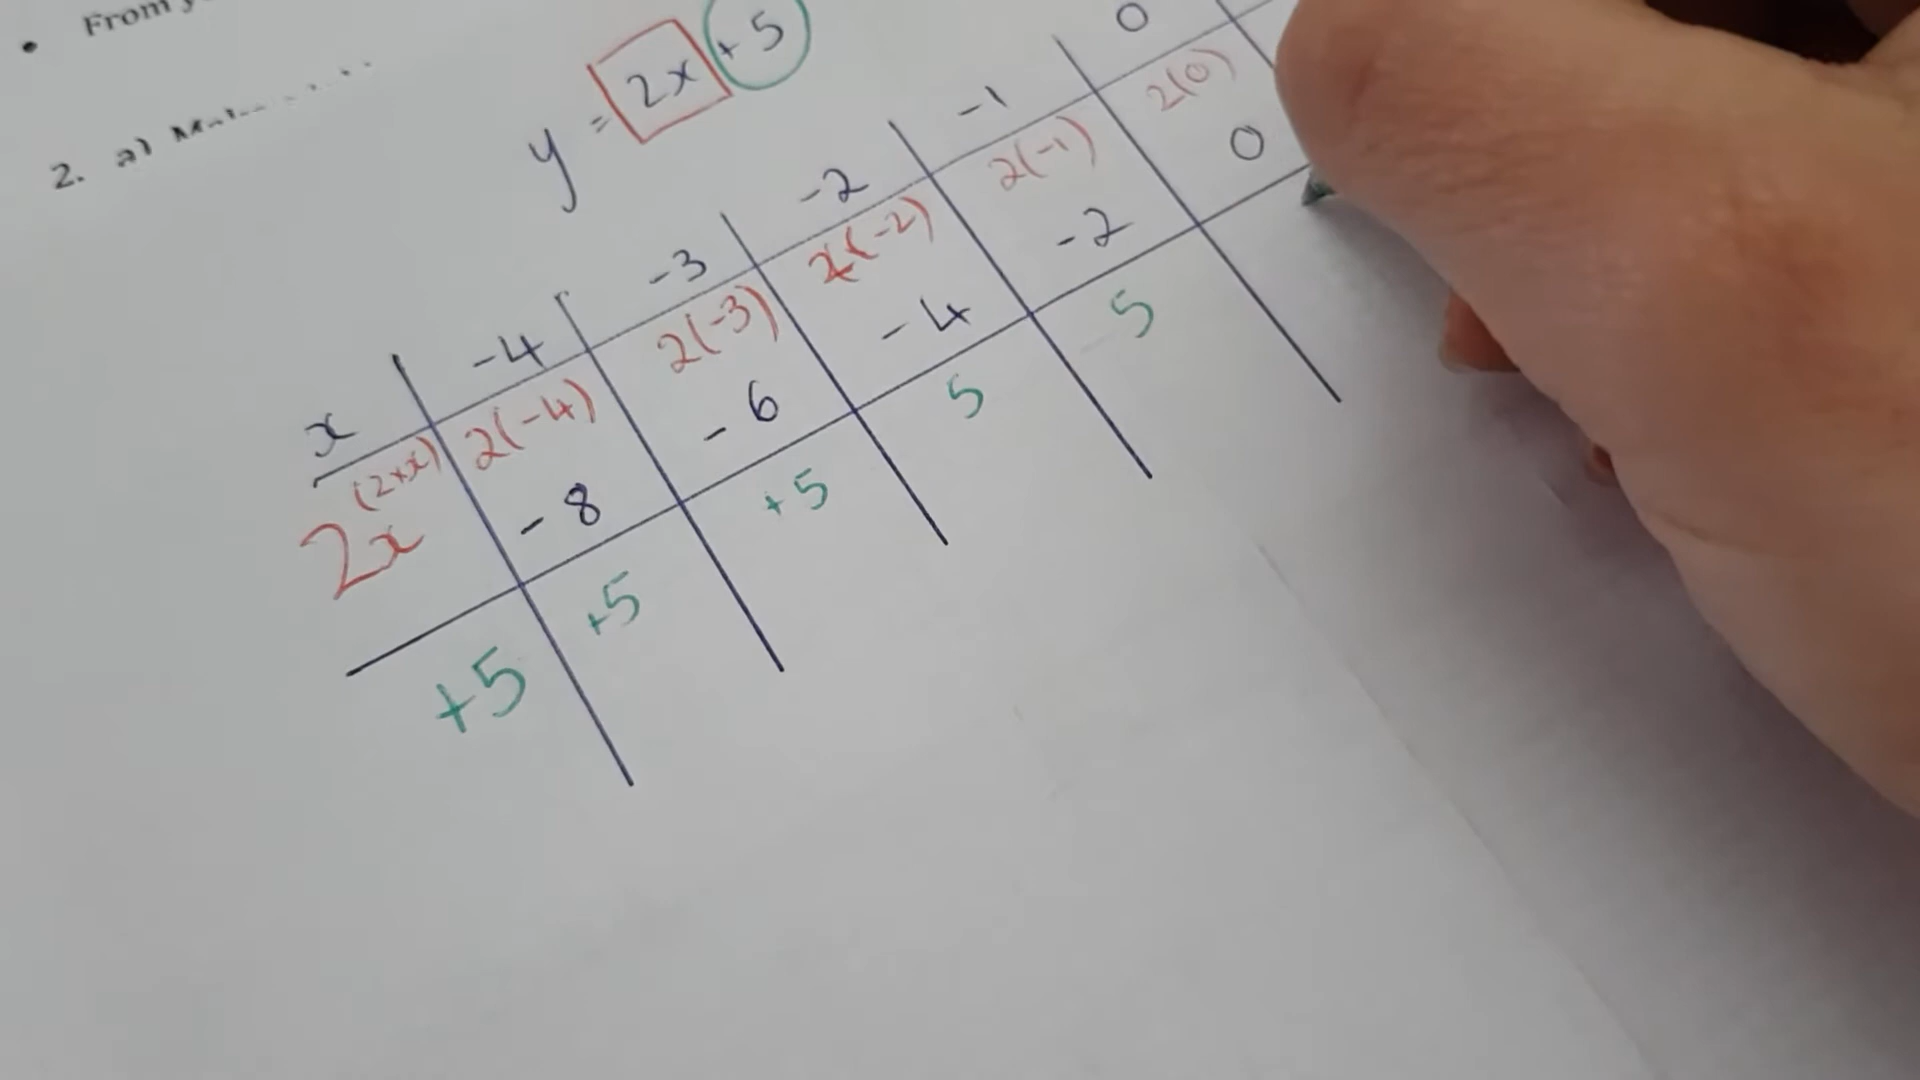 From
2. a)
y = 2x + 5
x -4 -3 -2 -1 0
(2×x) 2(-4) 2(-3) 2(-2) 2(-1) 2(0)
2x -8 -6 -4 -2 0
+5 +5 +5 5 5